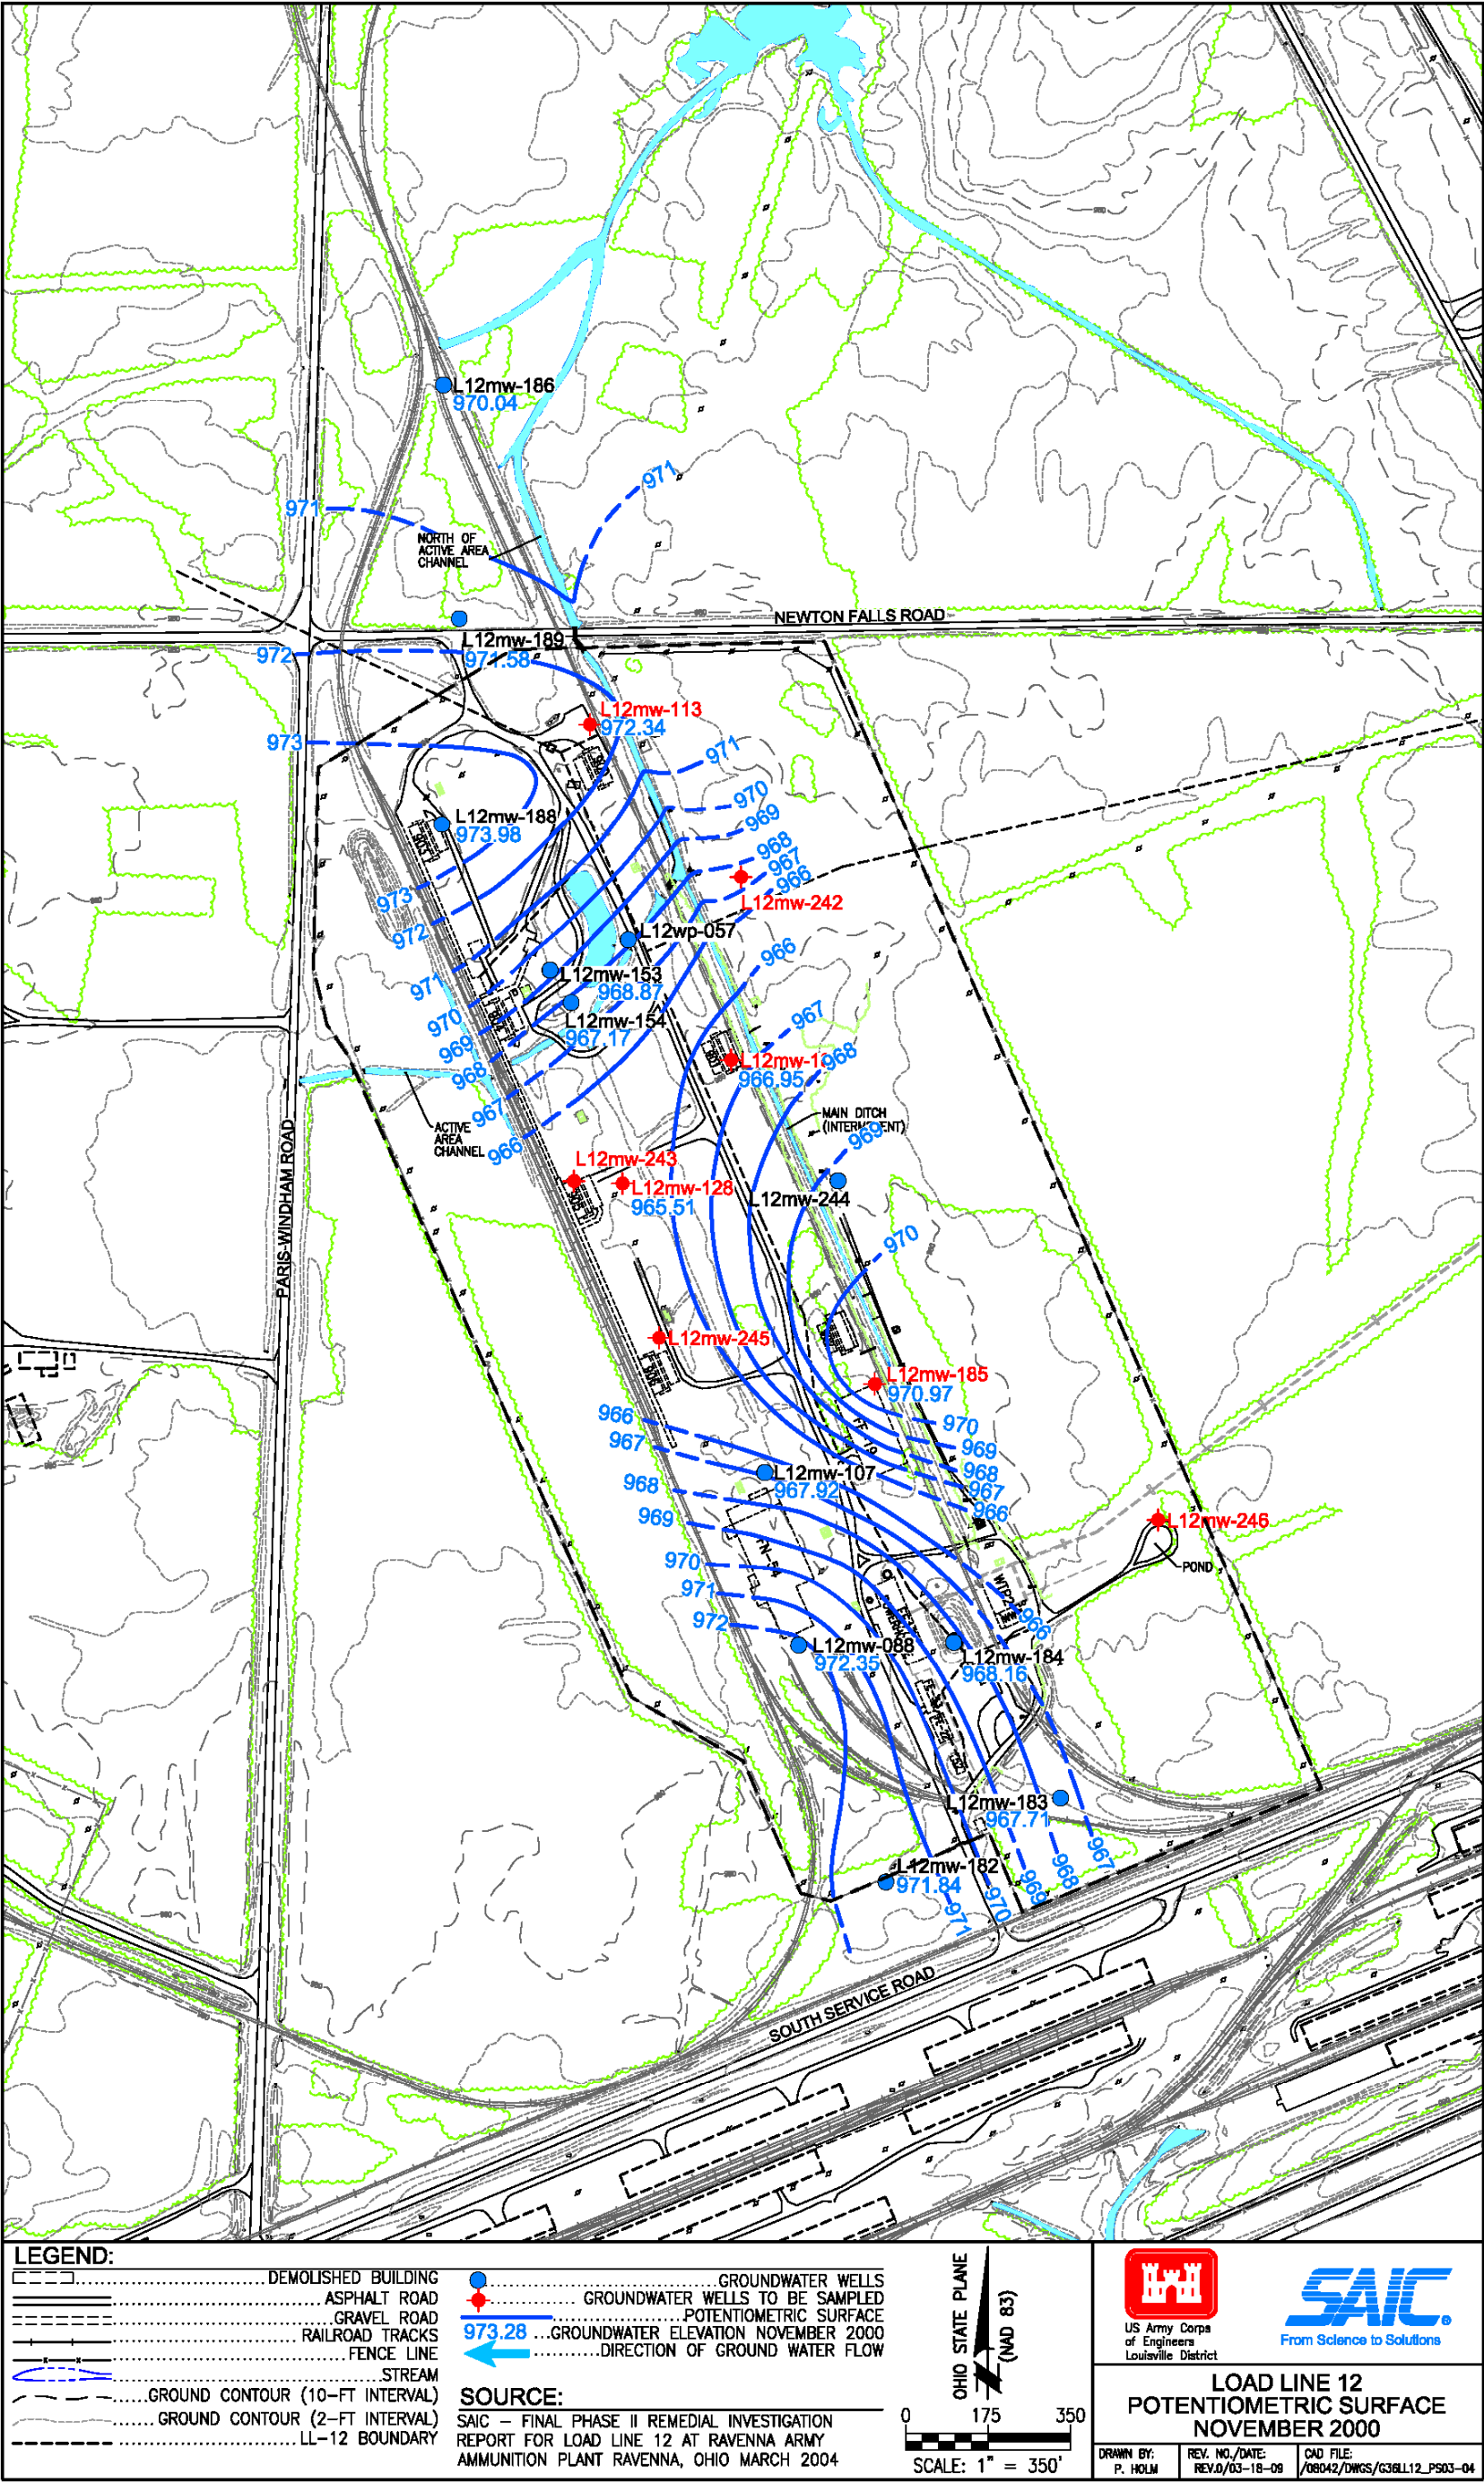 L12mw-186
970.04
971
971
NORTH OF
ACTIVE AREA
CHANNEL
NEWTON FALLS ROAD
L12mw-189
971.58
972
L12mw-113
972.34
973
971
970
969
968
967
966
L12mw-188
973.98
903
900
L12mw-242
973
972
971
970
969
968
967
966
L12wp-057
L12mw-153
968.87
904
L12mw-154
967.17
966
967
968
901
L12mw-1
966.95
MAIN DITCH
969
ACTIVE
AREA
CHANNEL
PARIS-WINDHAM ROAD
L12mw-243
L12mw-128
965.51
L12mw-244
970
L12mw-245
L12mw-185
970.97
966
967
968
969
970
971
972
970
969
968
967
966
L12mw-107
967.92
FN-54
L12mw-246
POND
966
L12mw-088
972.35
L12mw-184
968.16
L12mw-183
967.71
L12mw-182
971.84
971
970
969
968
967
SOUTH SERVICE ROAD
LEGEND:
DEMOLISHED BUILDING
ASPHALT ROAD
GRAVEL ROAD
RAILROAD TRACKS
FENCE LINE
STREAM
GROUND CONTOUR (10-FT INTERVAL)
GROUND CONTOUR (2-FT INTERVAL)
LL-12 BOUNDARY
GROUNDWATER WELLS
GROUNDWATER WELLS TO BE SAMPLED
POTENTIOMETRIC SURFACE
973.28 ...GROUNDWATER ELEVATION NOVEMBER 2000
DIRECTION OF GROUND WATER FLOW
SOURCE:
SAIC - FINAL PHASE II REMEDIAL INVESTIGATION
REPORT FOR LOAD LINE 12 AT RAVENNA ARMY
AMMUNITION PLANT RAVENNA, OHIO MARCH 2004
OHIO STATE PLANE
(NAD 83)
0 175 350
SCALE: 1" = 350'
US Army Corps
of Engineers
Louisville District
SAIC®
From Science to Solutions
LOAD LINE 12
POTENTIOMETRIC SURFACE
NOVEMBER 2000
DRAWN BY:
P. HOLM
REV. NO./DATE:
REV.0/03-18-09
CAD FILE:
/08042/DWGS/G36LL12_PS03-04